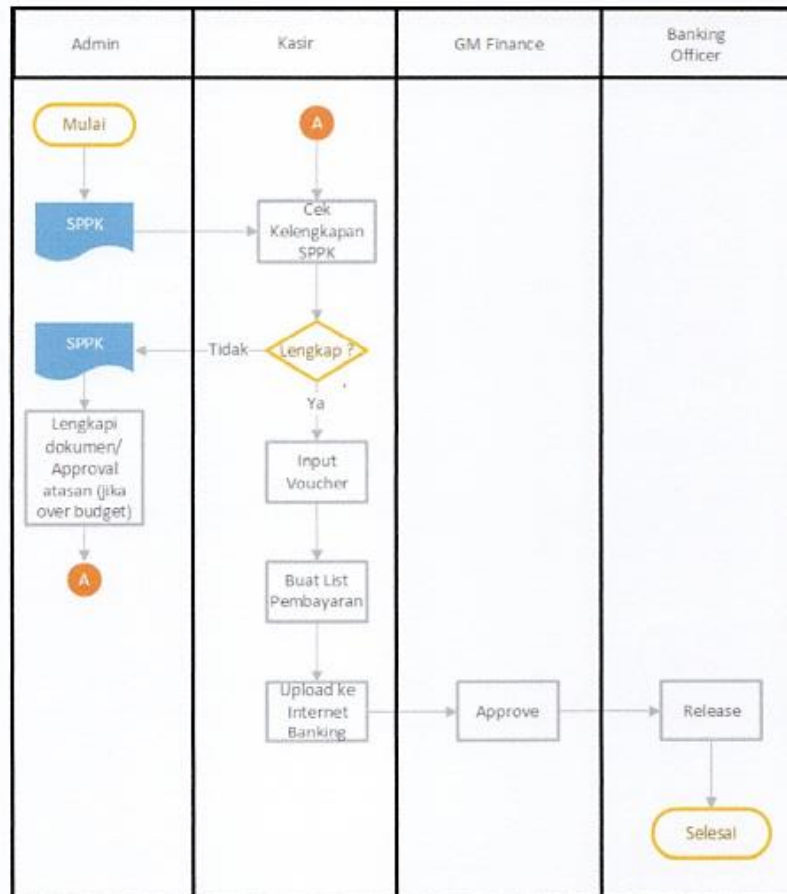 Admin
Kasir
GM Finance
Banking
Officer
Mulai
A
SPPK
Cek
Kelengkapan
SPPK
SPPK
Tidak
Lengkap ?
Ya
Lengkapi
dokumen/
Approval
atasan (jika
over budget)
Input
Voucher
A
Buat List
Pembayaran
Upload ke
Internet
Banking
Approve
Release
Selesai